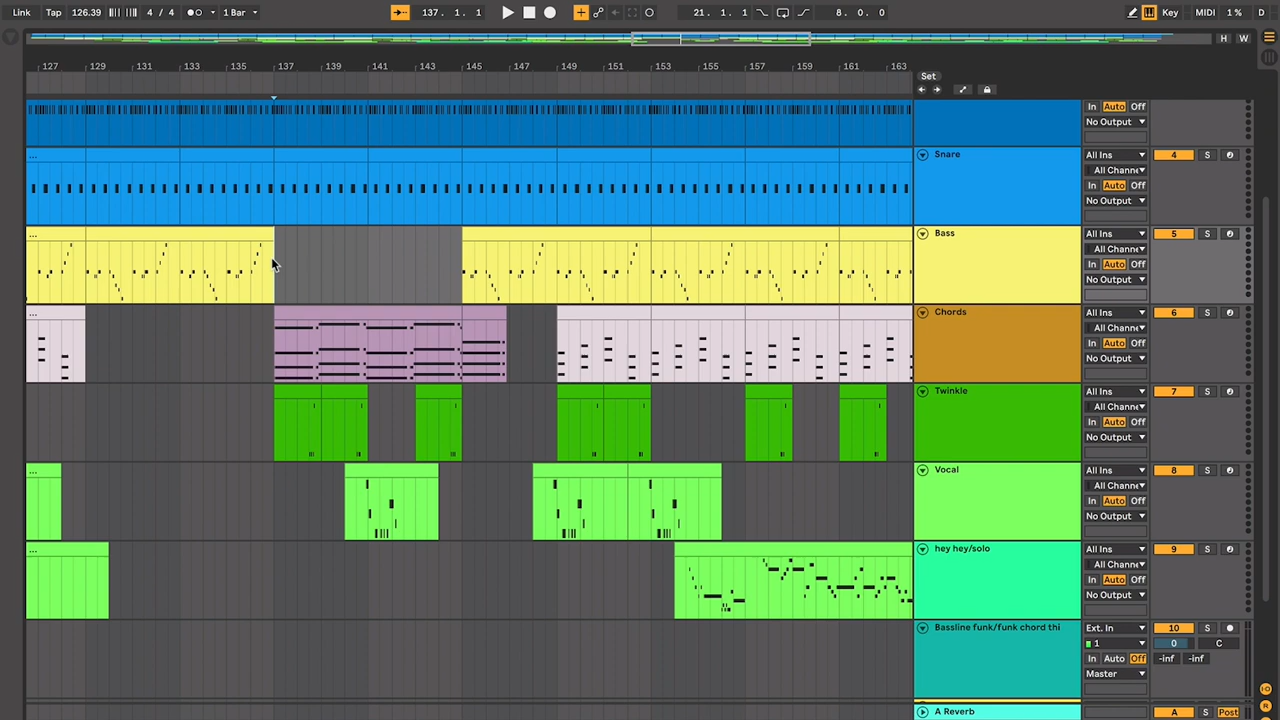 Link Tap 126.39 4 / 4 1 Bar 137. 1. 1 21. 1. 1 8. 0. 0 Key MIDI 1 % D
H W
127 129 131 133 135 137 139 141 143 145 147 149 151 153 155 157 159 161 163
Set
In Auto Off
No Output
... Snare All Ins 4 S
All Channe
In Auto Off
No Output
... Bass All Ins 5 S
All Channe
In Auto Off
No Output
... Chords All Ins 6 S
All Channe
In Auto Off
No Output
Twinkle All Ins 7 S
All Channe
In Auto Off
No Output
... Vocal All Ins 8 S
All Channe
In Auto Off
No Output
... hey hey/solo All Ins 9 S
All Channe
In Auto Off
No Output
Bassline funk/funk chord thi Ext. In 10 S
1 0 C
In Auto Off -inf -inf
Master
I·O
R
A Reverb A S Post